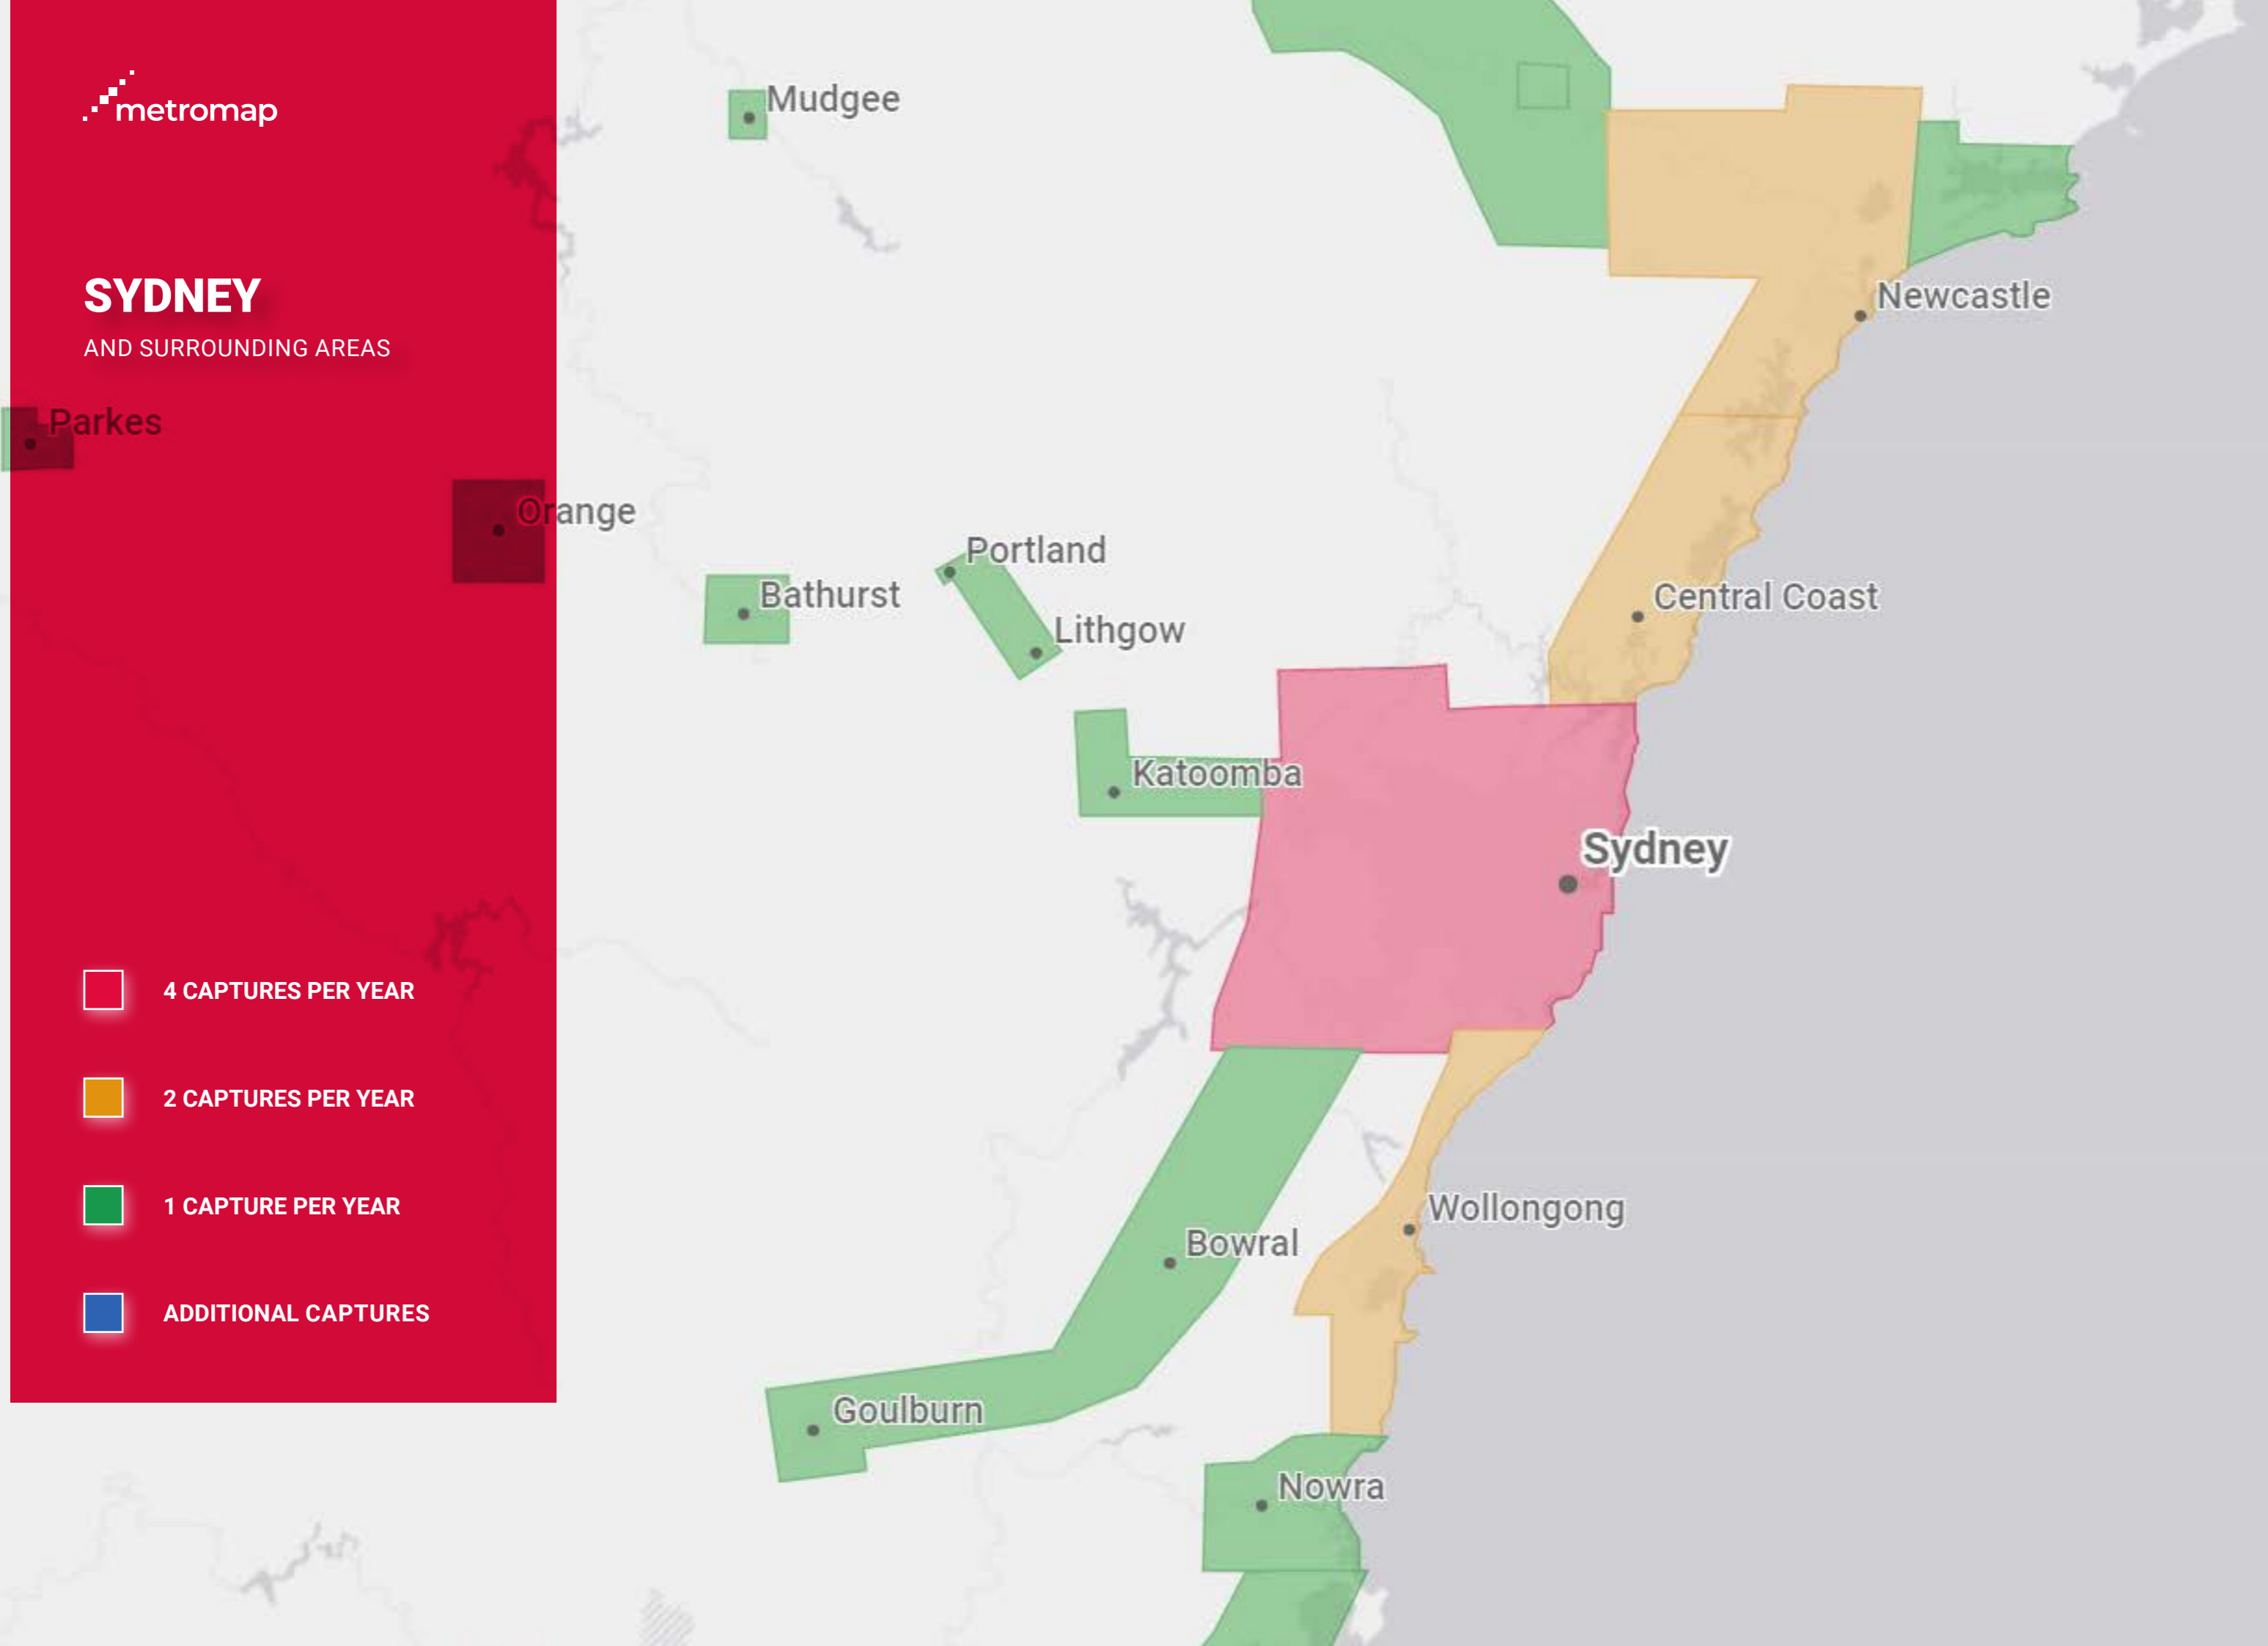 metromap
SYDNEY
AND SURROUNDING AREAS
4 CAPTURES PER YEAR
2 CAPTURES PER YEAR
1 CAPTURE PER YEAR
ADDITIONAL CAPTURES
Mudgee
Newcastle
Parkes
Orange
Portland
Bathurst
Lithgow
Central Coast
Katoomba
Sydney
Wollongong
Bowral
Goulburn
Nowra